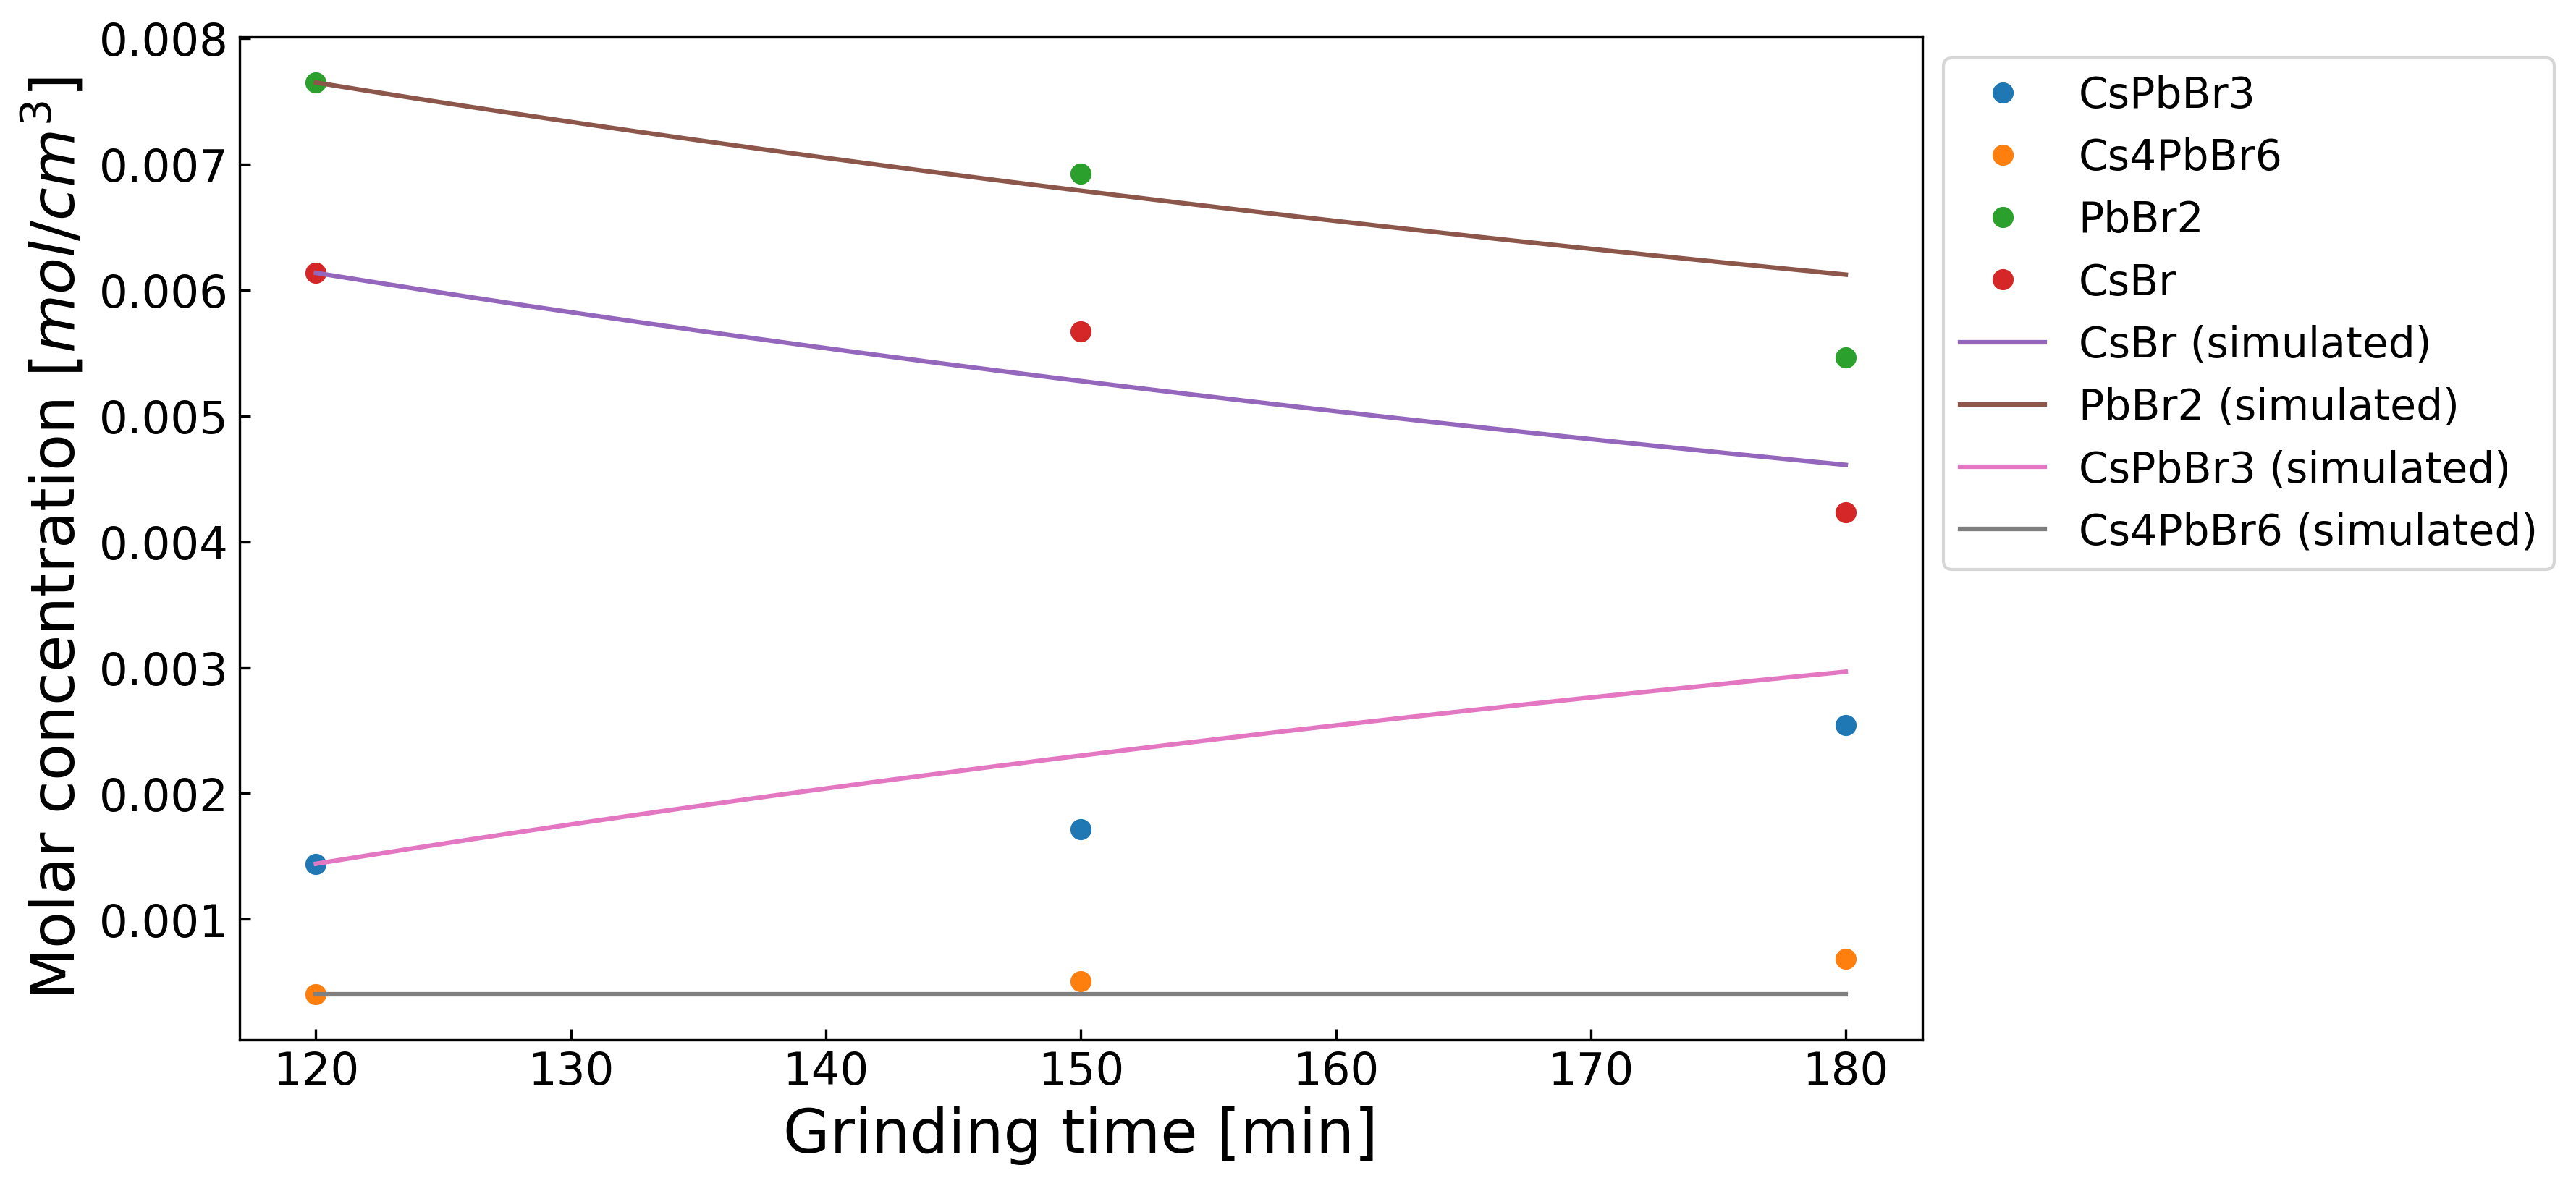 Molar concentration [mol/cm³]
0.008
0.007
0.006
0.005
0.004
0.003
0.002
0.001
120 130 140 150 160 170 180
Grinding time [min]
CsPbBr3
Cs4PbBr6
PbBr2
CsBr
CsBr (simulated)
PbBr2 (simulated)
CsPbBr3 (simulated)
Cs4PbBr6 (simulated)